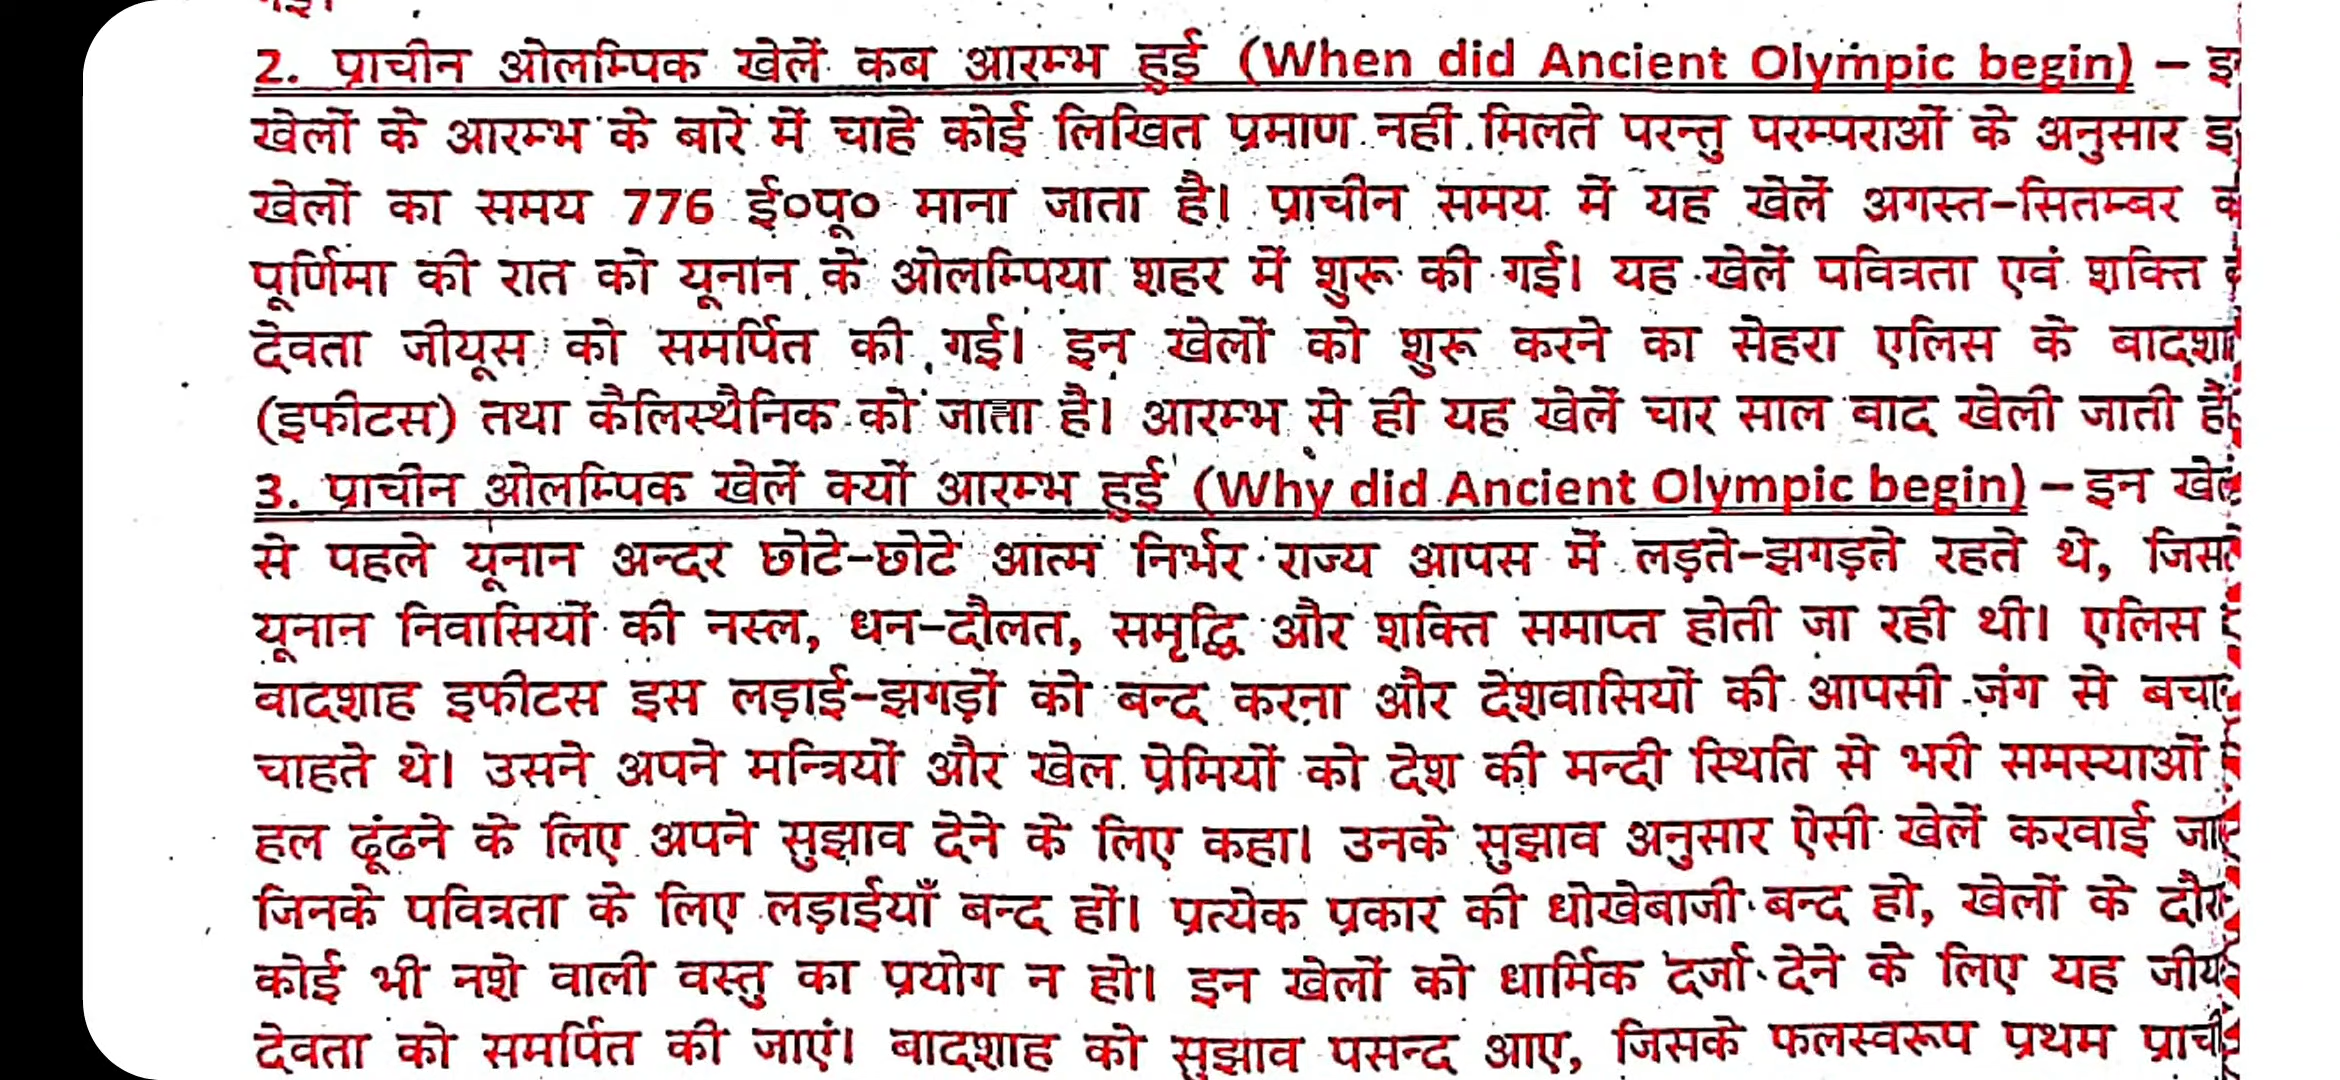 2. प्राचीन ओलम्पिक खेलें कब आरम्भ हुई (When did Ancient Olympic begin) –
खेलों के आरम्भ के बारे में चाहे कोई लिखित प्रमाण नहीं मिलते परन्तु परम्पराओं के अनुसार
खेलों का समय 776 ई०पू० माना जाता है। प्राचीन समय में यह खेलें अगस्त-सितम्बर
पूर्णिमा की रात को यूनान के ओलम्पिया शहर में शुरू की गई। यह खेलें पवित्रता एवं शक्ति
देवता जीयूस को समर्पित की गई। इन खेलों को शुरू करने का सेहरा एलिस के
(इफीटस) तथा कैलिस्थैनिक को जाता है। आरम्भ से ही यह खेलें चार साल बाद खेली जाती
3. प्राचीन ओलम्पिक खेलें क्यों आरम्भ हुई (Why did Ancient Olympic begin) – इन
से पहले यूनान अन्दर छोटे-छोटे आत्म निर्भर राज्य आपस में लड़ते-झगड़ते रहते थे,
यूनान निवासियों की नस्ल, धन-दौलत, समृद्धि और शक्ति समाप्त होती जा रही थी। एलिस
बादशाह इफीटस इस लड़ाई-झगड़ों को बन्द करना और देशवासियों की आपसी जंग से
चाहते थे। उसने अपने मन्त्रियों और खेल प्रेमियों को देश की मन्दी स्थिति से भरी समस्याओं
हल ढूंढने के लिए अपने सुझाव देने के लिए कहा। उनके सुझाव अनुसार ऐसी खेलें करवाई
जिनके पवित्रता के लिए लड़ाईयाँ बन्द हों। प्रत्येक प्रकार की धोखेबाजी बन्द हो, खेलों के
कोई भी नशे वाली वस्तु का प्रयोग न हो। इन खेलों को धार्मिक दर्जा देने के लिए यह
देवता को समर्पित की जाएं। बादशाह को सुझाव पसन्द आए, जिसके फलस्वरूप प्रथम